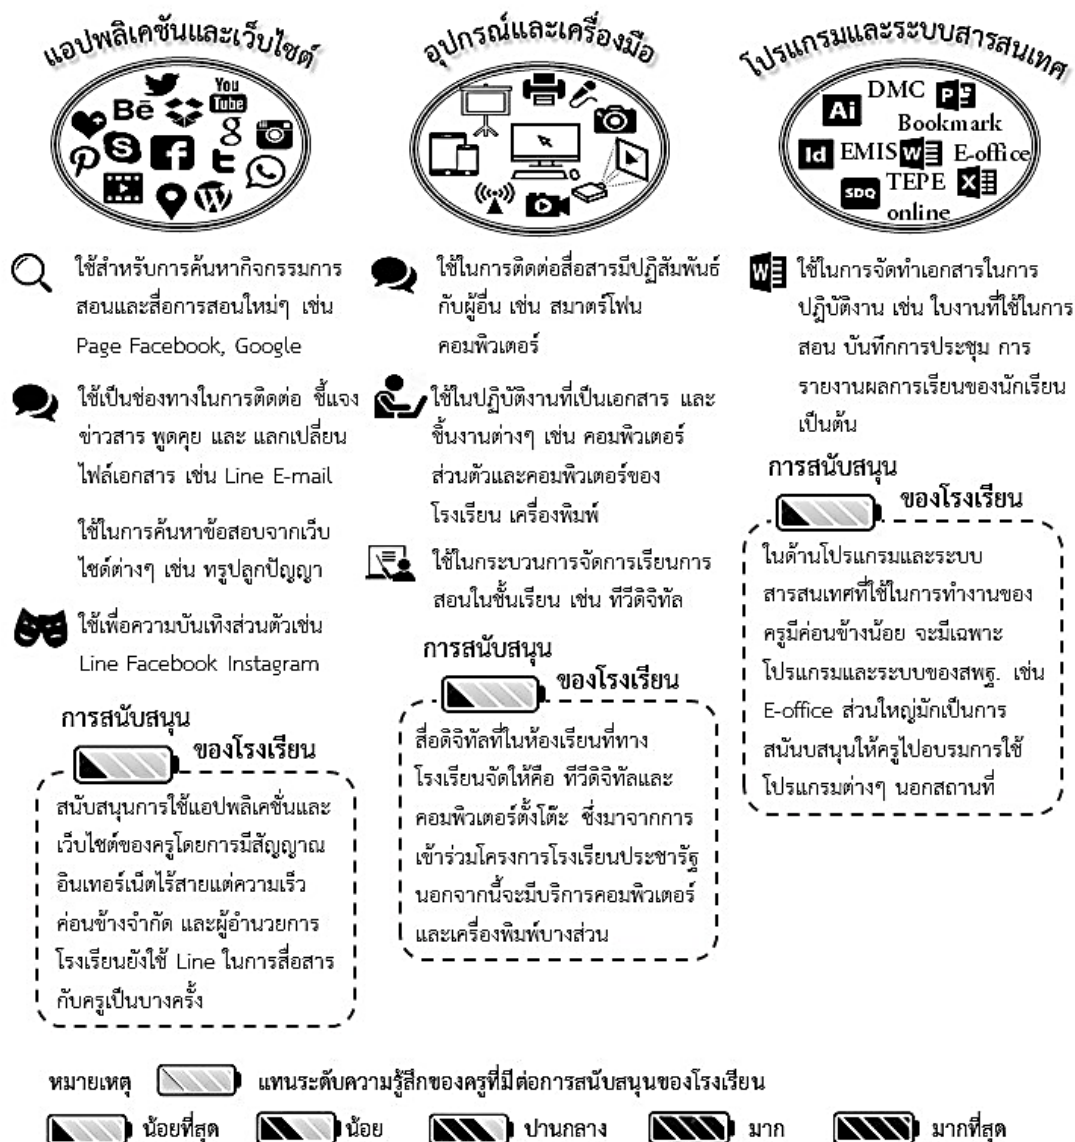 แอปพลิเคชันและเว็บไซต์
You
Tube
Bē
g
ใช้สำหรับการค้นหากิจกรรมการ
สอนและสื่อการสอนใหม่ๆ เช่น
Page Facebook, Google
ใช้เป็นช่องทางในการติดต่อ ชี้แจง
ข่าวสาร พูดคุย และ แลกเปลี่ยน
ไฟล์เอกสาร เช่น Line E-mail
ใช้ในการค้นหาข้อสอบจากเว็บ
ไซด์ต่างๆ เช่น ทรูปลูกปัญญา
ใช้เพื่อความบันเทิงส่วนตัวเช่น
Line Facebook Instagram
การสนับสนุน
ของโรงเรียน
สนับสนุนการใช้แอปพลิเคชั่นและ
เว็บไซต์ของครูโดยการมีสัญญาณ
อินเทอร์เน็ตไร้สายแต่ความเร็ว
ค่อนข้างจำกัด และผู้อำนวยการ
โรงเรียนยังใช้ Line ในการสื่อสาร
กับครูเป็นบางครั้ง
อุปกรณ์และเครื่องมือ
ใช้ในการติดต่อสื่อสารมีปฏิสัมพันธ์
กับผู้อื่น เช่น สมาตร์โฟน
คอมพิวเตอร์
ใช้ในปฏิบัติงานที่เป็นเอกสาร และ
ชิ้นงานต่างๆ เช่น คอมพิวเตอร์
ส่วนตัวและคอมพิวเตอร์ของ
โรงเรียน เครื่องพิมพ์
ใช้ในกระบวนการจัดการเรียนการ
สอนในชั้นเรียน เช่น ทีวีดิจิทัล
การสนับสนุน
ของโรงเรียน
สื่อดิจิทัลที่ในห้องเรียนที่ทาง
โรงเรียนจัดให้คือ ทีวีดิจิทัลและ
คอมพิวเตอร์ตั้งโต๊ะ ซึ่งมาจากการ
เข้าร่วมโครงการโรงเรียนประชารัฐ
นอกจากนี้จะมีบริการคอมพิวเตอร์
และเครื่องพิมพ์บางส่วน
โปรแกรมและระบบสารสนเทศ
Ai DMC P
Bookmark
Id EMIS W E-office
SDQ TEPE X
online
W ใช้ในการจัดทำเอกสารในการ
ปฏิบัติงาน เช่น ใบงานที่ใช้ในการ
สอน บันทึกการประชุม การ
รายงานผลการเรียนของนักเรียน
เป็นต้น
การสนับสนุน
ของโรงเรียน
ในด้านโปรแกรมและระบบ
สารสนเทศที่ใช้ในการทำงานของ
ครูมีค่อนข้างน้อย จะมีเฉพาะ
โปรแกรมและระบบของสพฐ. เช่น
E-office ส่วนใหญ่มักเป็นการ
สนันบสนุนให้ครูไปอบรมการใช้
โปรแกรมต่างๆ นอกสถานที่
หมายเหตุ แทนระดับความรู้สึกของครูที่มีต่อการสนับสนุนของโรงเรียน
น้อยที่สุด น้อย ปานกลาง มาก มากที่สุด